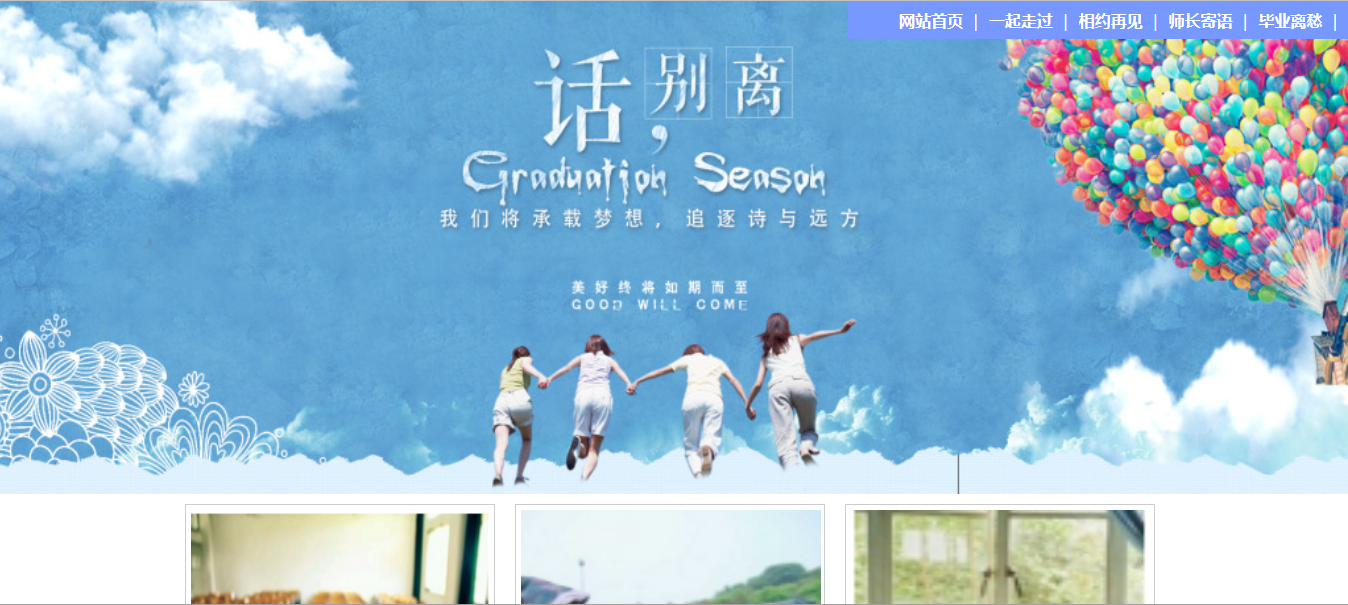 网站首页 | 一起走过 | 相约再见 | 师长寄语 | 毕业离愁 |
话别离,
Graduation Season
我们将承载梦想,追逐诗与远方
美好终将如期而至
GOOD WILL COME